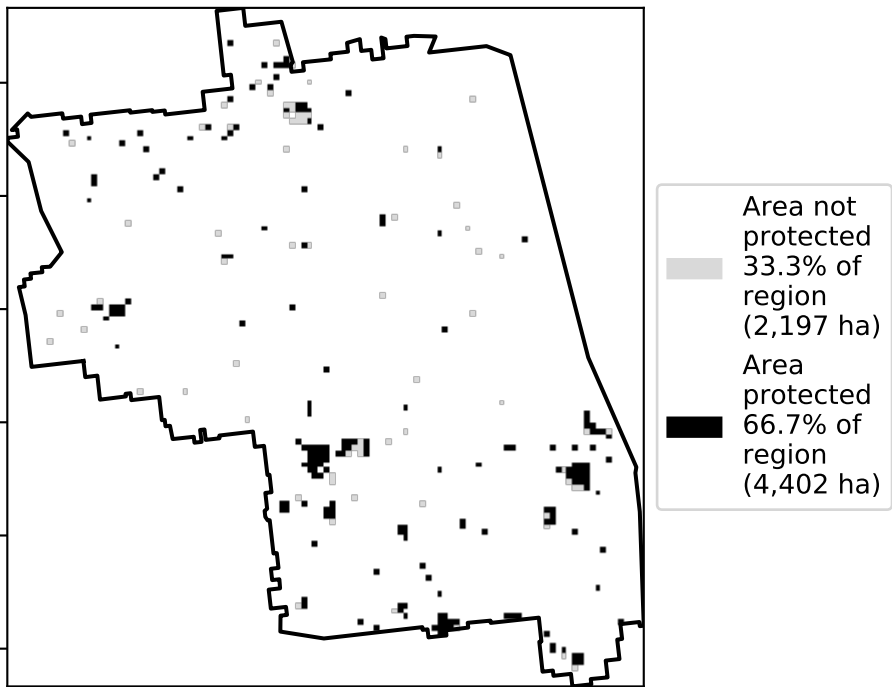 Area not
protected
33.3% of
region
(2,197 ha)
Area
protected
66.7% of
region
(4,402 ha)